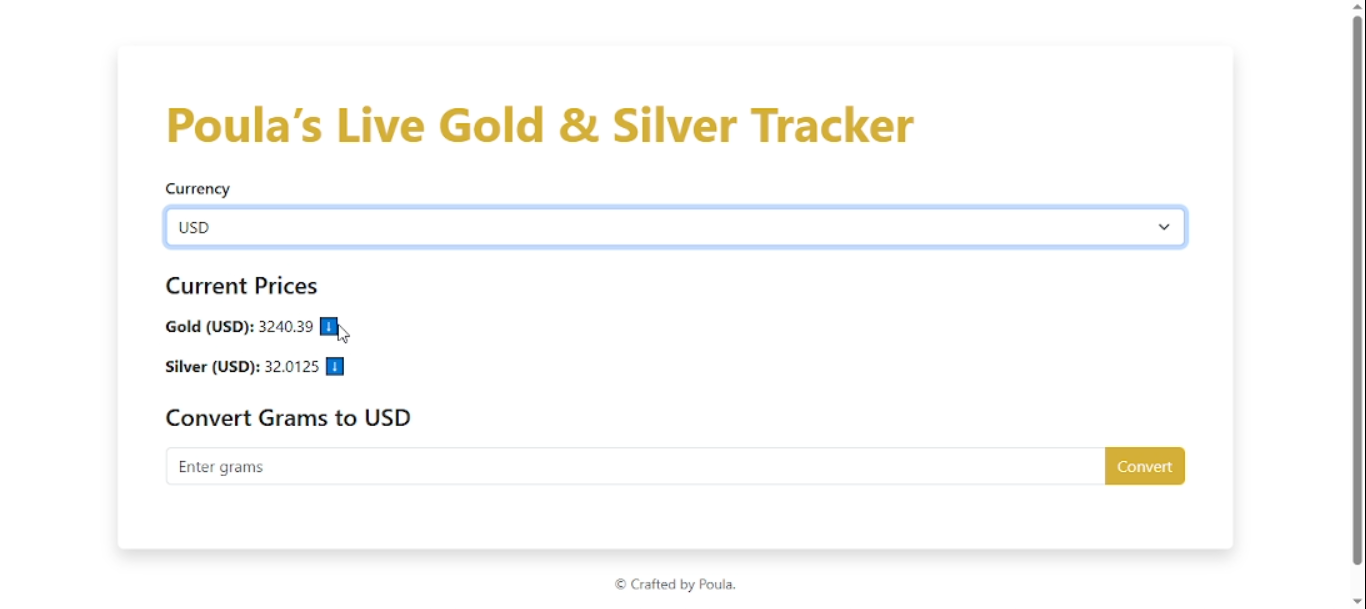 Poula’s Live Gold & Silver Tracker
Currency
USD
Current Prices
Gold (USD): 3240.39 ⬇
Silver (USD): 32.0125 ⬇
Convert Grams to USD
Enter grams Convert
© Crafted by Poula.